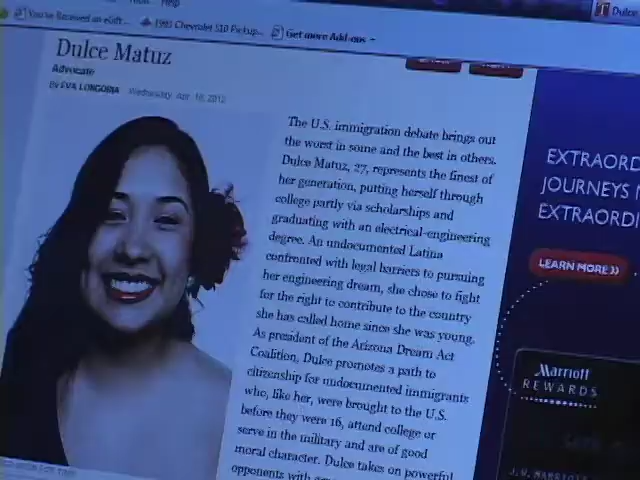 Help
You've Received an eGift...
1993 Chevrolet S10 Pickup...
Get more Add-ons
Dulce
Dulce Matuz
Advocate
By EVA LONGORIA Wednesday, Apr. 18, 2012
The U.S. immigration debate brings out
the worst in some and the best in others.
Dulce Matuz, 27, represents the finest of
her generation, putting herself through
college partly via scholarships and
graduating with an electrical-engineering
degree. An undocumented Latina
confronted with legal barriers to pursuing
her engineering dream, she chose to fight
for the right to contribute to the country
she has called home since she was young.
As president of the Arizona Dream Act
Coalition, Dulce promotes a path to
citizenship for undocumented immigrants
who, like her, were brought to the U.S.
before they were 16, attend college or
serve in the military and are of good
moral character. Dulce takes on powerful
opponents with
EXTRAORD
JOURNEYS
EXTRAORDI
LEARN MORE »
Marriott
REWARDS
J.W. MARRIOTT